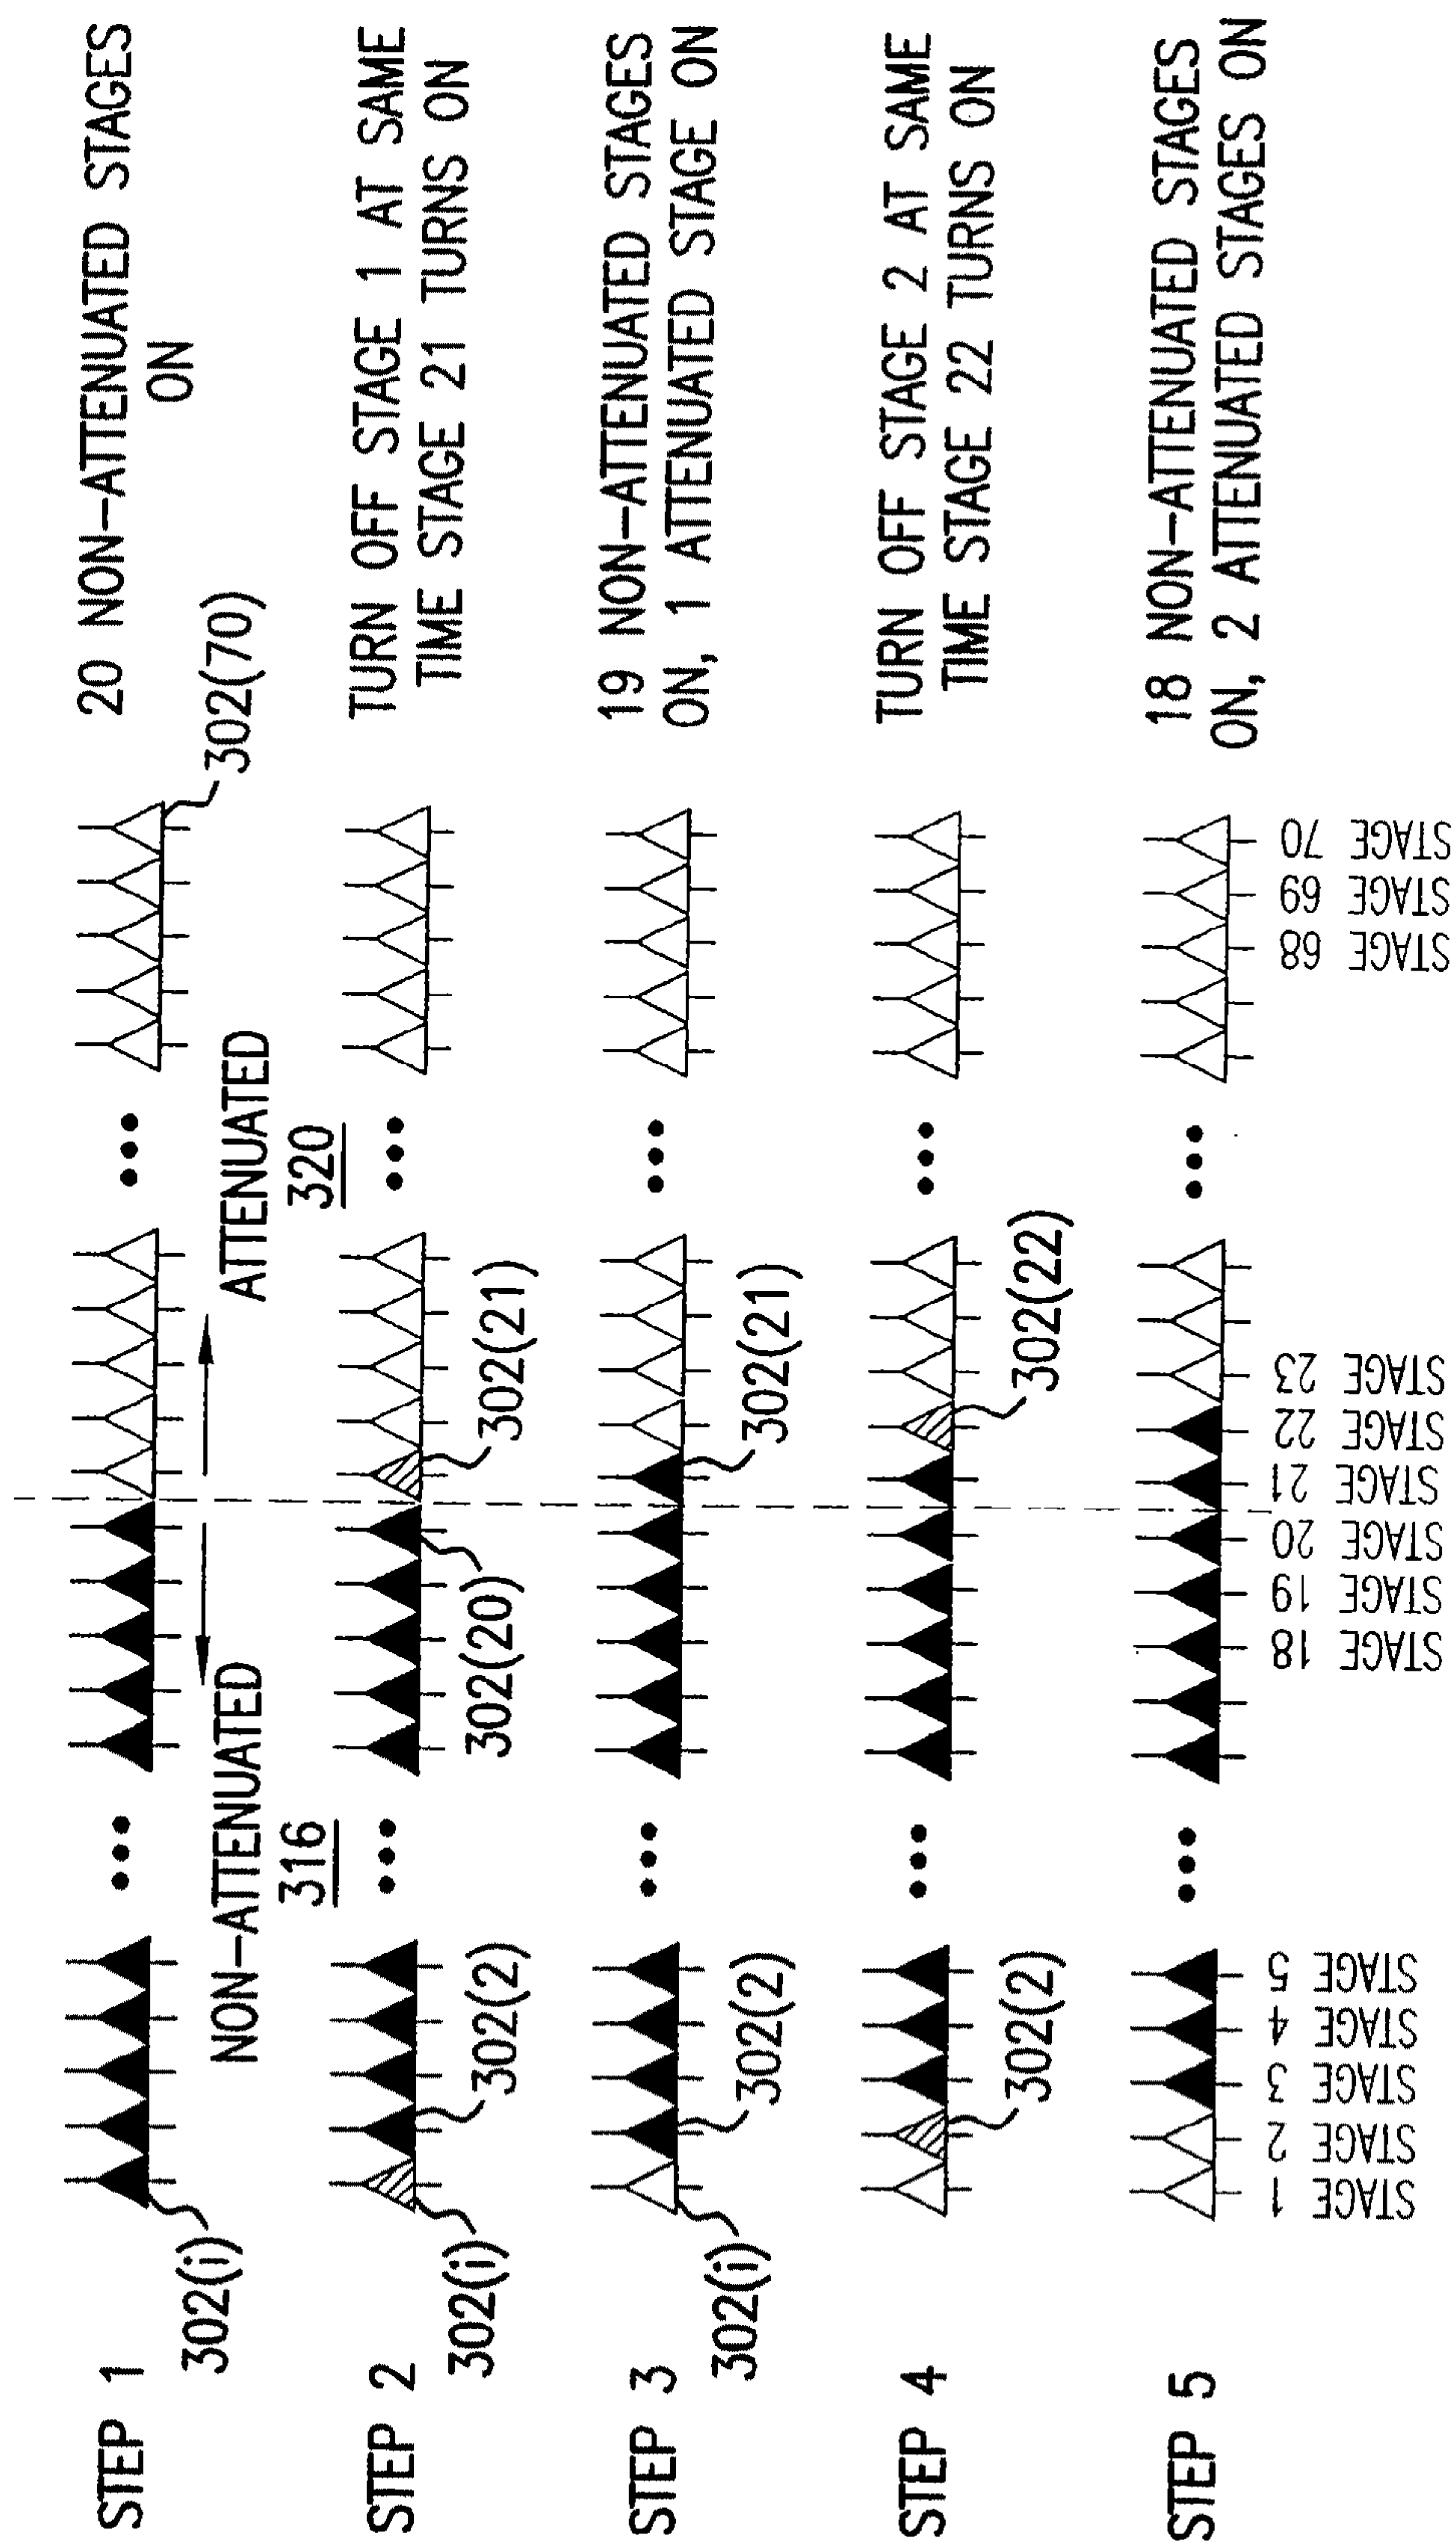 STEP 1
302(i)
NON-ATTENUATED
316
ATTENUATED
320
302(70)
20 NON-ATTENUATED STAGES
ON
STEP 2
302(i)
302(2)
302(20)
302(21)
TURN OFF STAGE 1 AT SAME
TIME STAGE 21 TURNS ON
STEP 3
302(i)
302(2)
302(21)
19 NON-ATTENUATED STAGES
ON, 1 ATTENUATED STAGE ON
STEP 4
302(2)
302(22)
TURN OFF STAGE 2 AT SAME
TIME STAGE 22 TURNS ON
STEP 5
18 NON-ATTENUATED STAGES
ON, 2 ATTENUATED STAGES ON
STAGE 1
STAGE 2
STAGE 3
STAGE 4
STAGE 5
STAGE 18
STAGE 19
STAGE 20
STAGE 21
STAGE 22
STAGE 23
STAGE 68
STAGE 69
STAGE 70